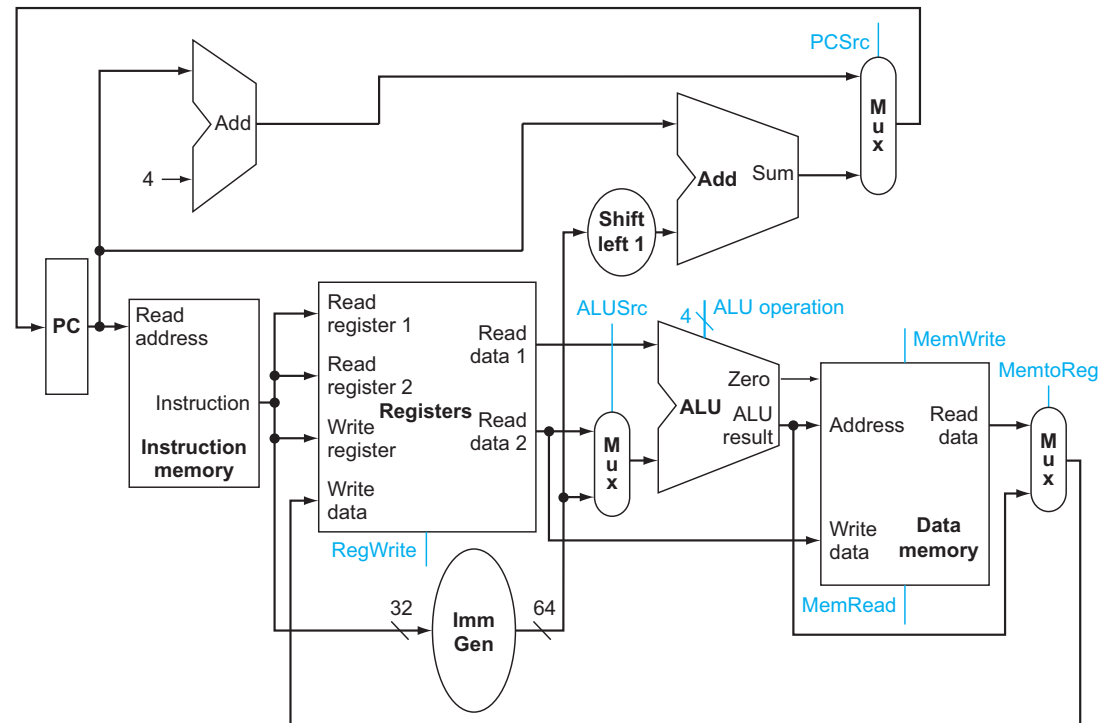 PCSrc
Add
4
M
u
x
Add
Sum
Shift
left 1
PC
Read
address
Instruction
Instruction
memory
Read
register 1
Read
register 2
Write
register
Write
data
Registers
Read
data 1
Read
data 2
RegWrite
ALUSrc
M
u
x
4
ALU operation
Zero
ALU
ALU
result
MemWrite
Address
Read
data
Write
data
Data
memory
MemRead
MemtoReg
M
u
x
32
Imm
Gen
64